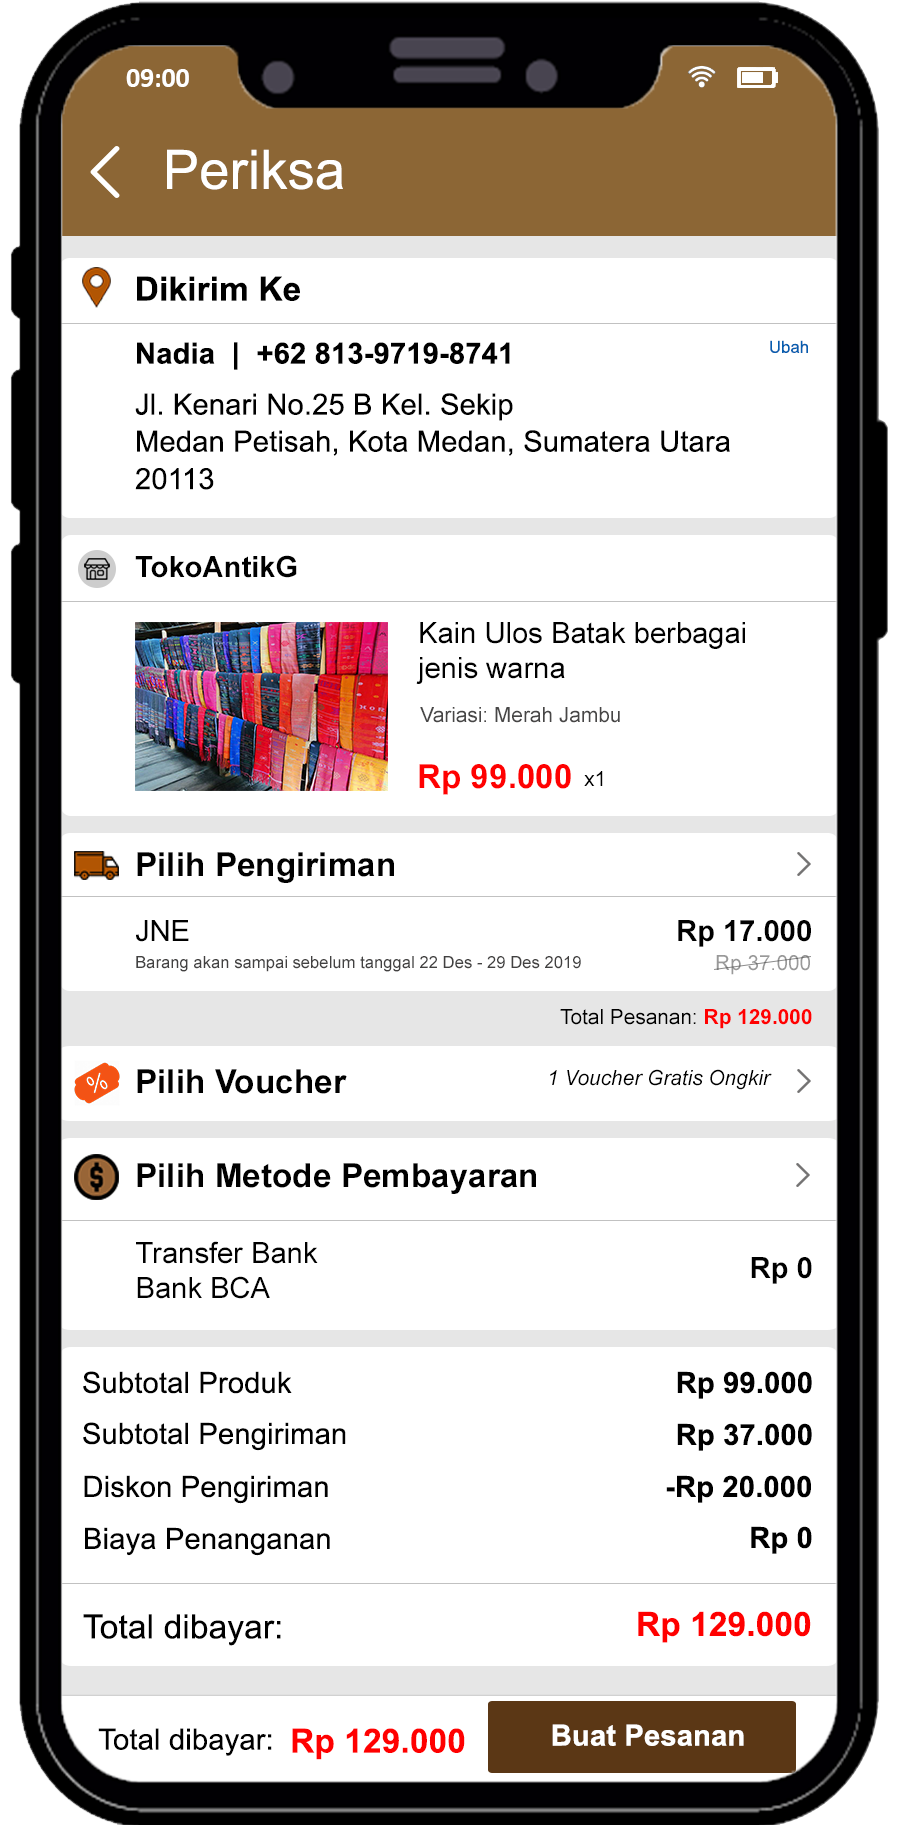 09:00
Periksa
Dikirim Ke
Nadia | +62 813-9719-8741
Ubah
Jl. Kenari No.25 B Kel. Sekip
Medan Petisah, Kota Medan, Sumatera Utara
20113
TokoAntikG
Kain Ulos Batak berbagai
jenis warna
Variasi: Merah Jambu
Rp 99.000 x1
Pilih Pengiriman
JNE
Rp 17.000
Barang akan sampai sebelum tanggal 22 Des - 29 Des 2019
Rp 37.000
Total Pesanan: Rp 129.000
%
Pilih Voucher
1 Voucher Gratis Ongkir
$
Pilih Metode Pembayaran
Transfer Bank
Bank BCA
Rp 0
Subtotal Produk Rp 99.000
Subtotal Pengiriman Rp 37.000
Diskon Pengiriman -Rp 20.000
Biaya Penanganan Rp 0
Total dibayar: Rp 129.000
Total dibayar: Rp 129.000
Buat Pesanan